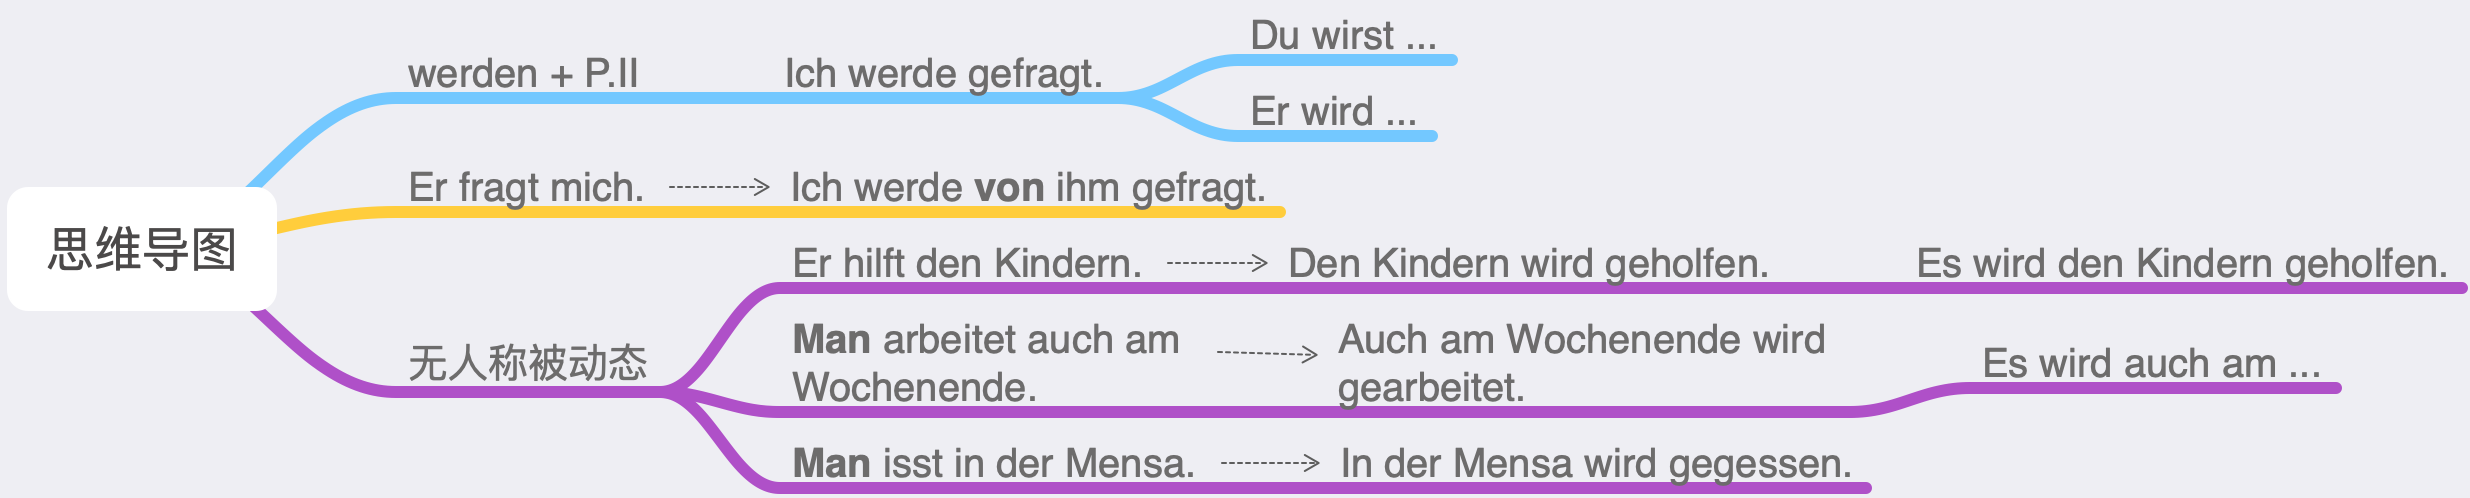 Du wirst ...
werden + P.II
Ich werde gefragt.
Er wird ...
Er fragt mich.
Ich werde von ihm gefragt.
思维导图
Er hilft den Kindern.
Den Kindern wird geholfen.
Es wird den Kindern geholfen.
无人称被动态
Man arbeitet auch am
Wochenende.
Auch am Wochenende wird
gearbeitet.
Es wird auch am ...
Man isst in der Mensa.
In der Mensa wird gegessen.